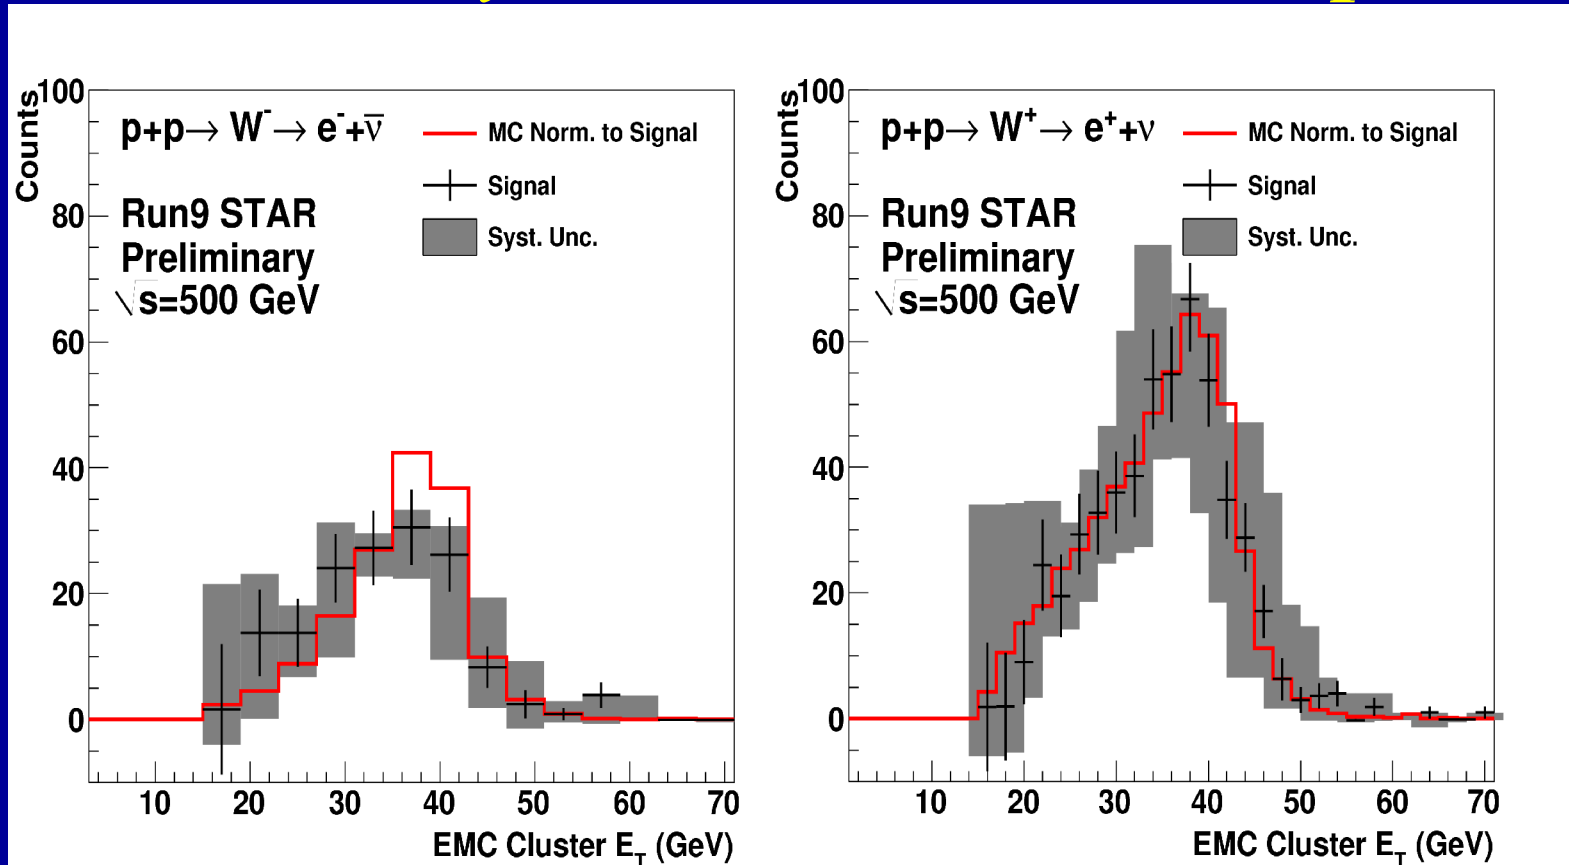 100
Counts
p+p→ W⁻→ e⁻+ν̄
MC Norm. to Signal
Signal
Syst. Unc.
Run9 STAR
Preliminary
√s=500 GeV
80
60
40
20
0
10 20 30 40 50 60 70
EMC Cluster E_T (GeV)
100
Counts
p+p→ W⁺→ e⁺+ν
MC Norm. to Signal
Signal
Syst. Unc.
Run9 STAR
Preliminary
√s=500 GeV
80
60
40
20
0
10 20 30 40 50 60 70
EMC Cluster E_T (GeV)